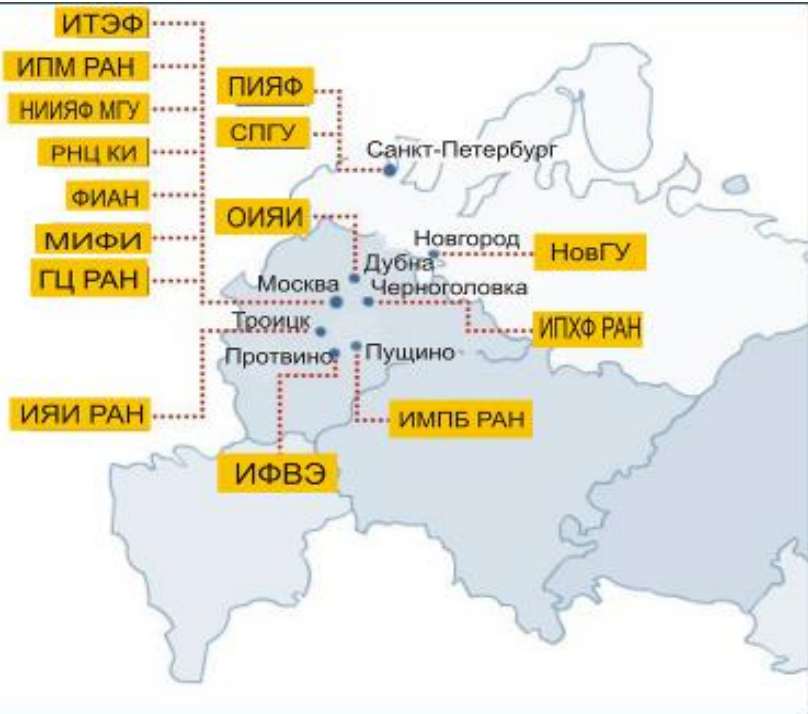 ИТЭФ
ИПМ РАН
НИИЯФ МГУ
РНЦ КИ
ФИАН
МИФИ
ГЦ РАН
ПИЯФ
СПГУ
Санкт-Петербург
ОИЯИ
Новгород
НовГУ
Дубна
Москва
Черноголовка
Троицк
ИПХФ РАН
Протвино
Пущино
ИЯИ РАН
ИМПБ РАН
ИФВЭ